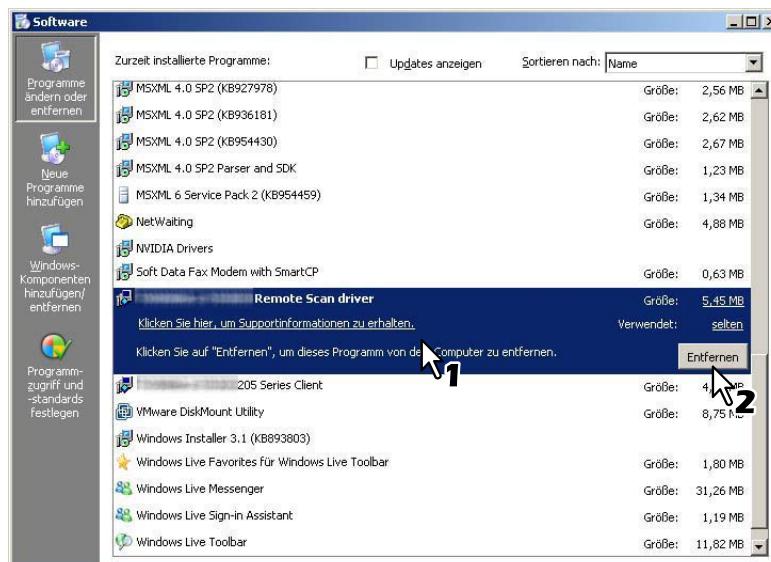 Software
Programme
ändern oder
entfernen
Neue
Programme
hinzufügen
Windows-
Komponenten
hinzufügen/
entfernen
Programm-
zugriff und
-standards
festlegen
Zurzeit installierte Programme: Updates anzeigen Sortieren nach: Name
MSXML 4.0 SP2 (KB927978) Größe: 2,56 MB
MSXML 4.0 SP2 (KB936181) Größe: 2,62 MB
MSXML 4.0 SP2 (KB954430) Größe: 2,67 MB
MSXML 4.0 SP2 Parser and SDK Größe: 1,23 MB
MSXML 6 Service Pack 2 (KB954459) Größe: 1,34 MB
NetWaiting Größe: 4,88 MB
NVIDIA Drivers
Soft Data Fax Modem with SmartCP Größe: 0,63 MB
Remote Scan driver Größe: 5,45 MB
Klicken Sie hier, um Supportinformationen zu erhalten. Verwendet: selten
Klicken Sie auf "Entfernen", um dieses Programm von dem Computer zu entfernen. Entfernen
1
2
205 Series Client Größe:
VMware DiskMount Utility Größe: 8,75 MB
Windows Installer 3.1 (KB893803)
Windows Live Favorites für Windows Live Toolbar Größe: 1,80 MB
Windows Live Messenger Größe: 31,26 MB
Windows Live Sign-in Assistant Größe: 1,19 MB
Windows Live Toolbar Größe: 11,82 MB